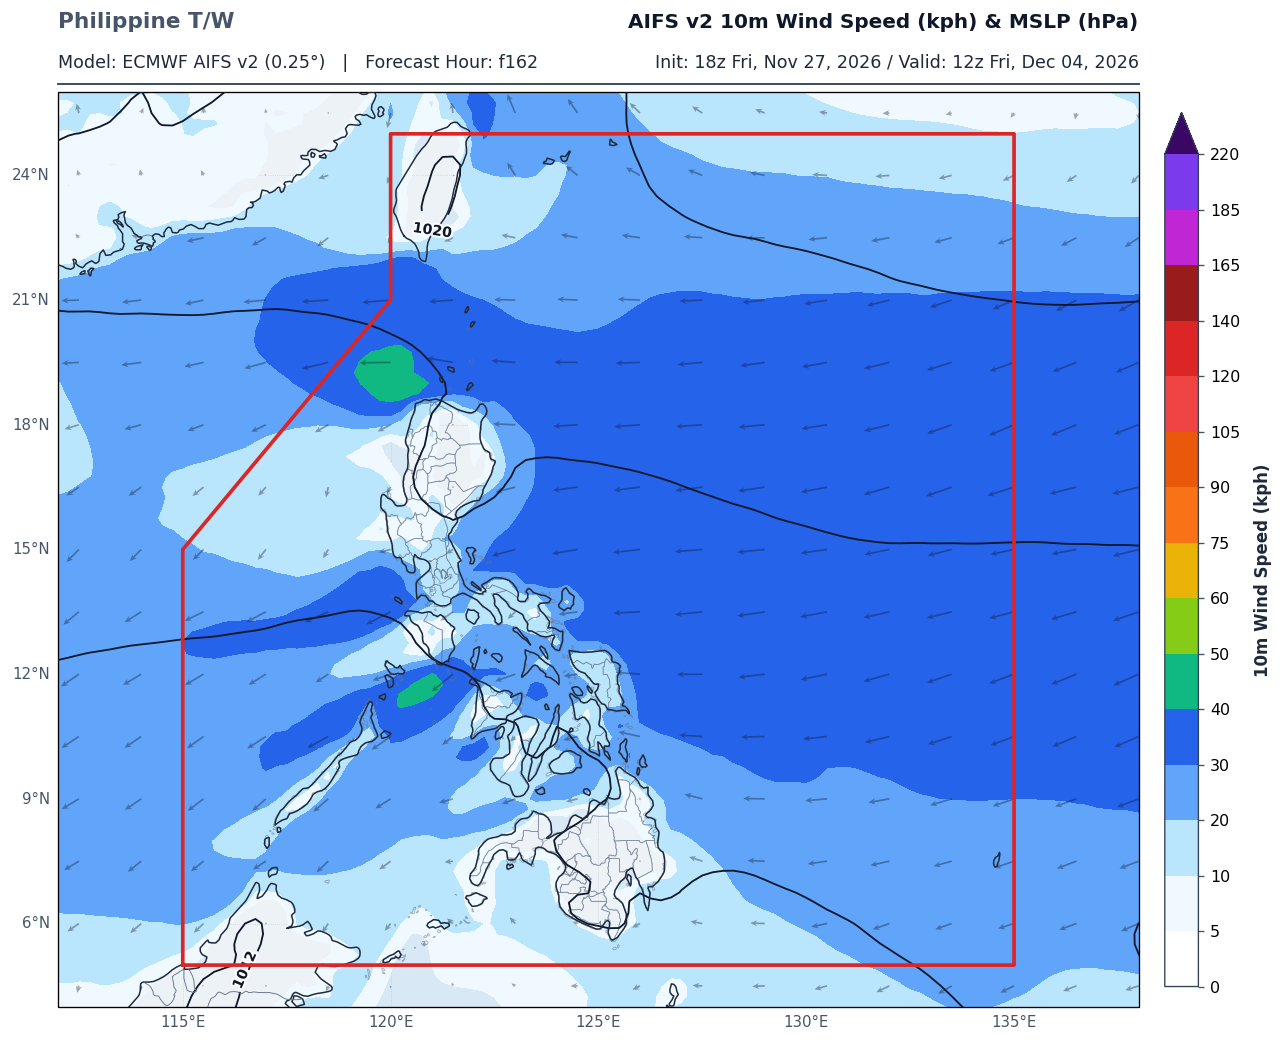 Philippine T/W
AIFS v2 10m Wind Speed (kph) & MSLP (hPa)
Model: ECMWF AIFS v2 (0.25°) | Forecast Hour: f162
Init: 18z Fri, Nov 27, 2026 / Valid: 12z Fri, Dec 04, 2026
24°N
21°N
18°N
15°N
12°N
9°N
6°N
1020
1012
115°E
120°E
125°E
130°E
135°E
220
185
165
140
120
105
90
75
60
50
40
30
20
10
5
0
10m Wind Speed (kph)